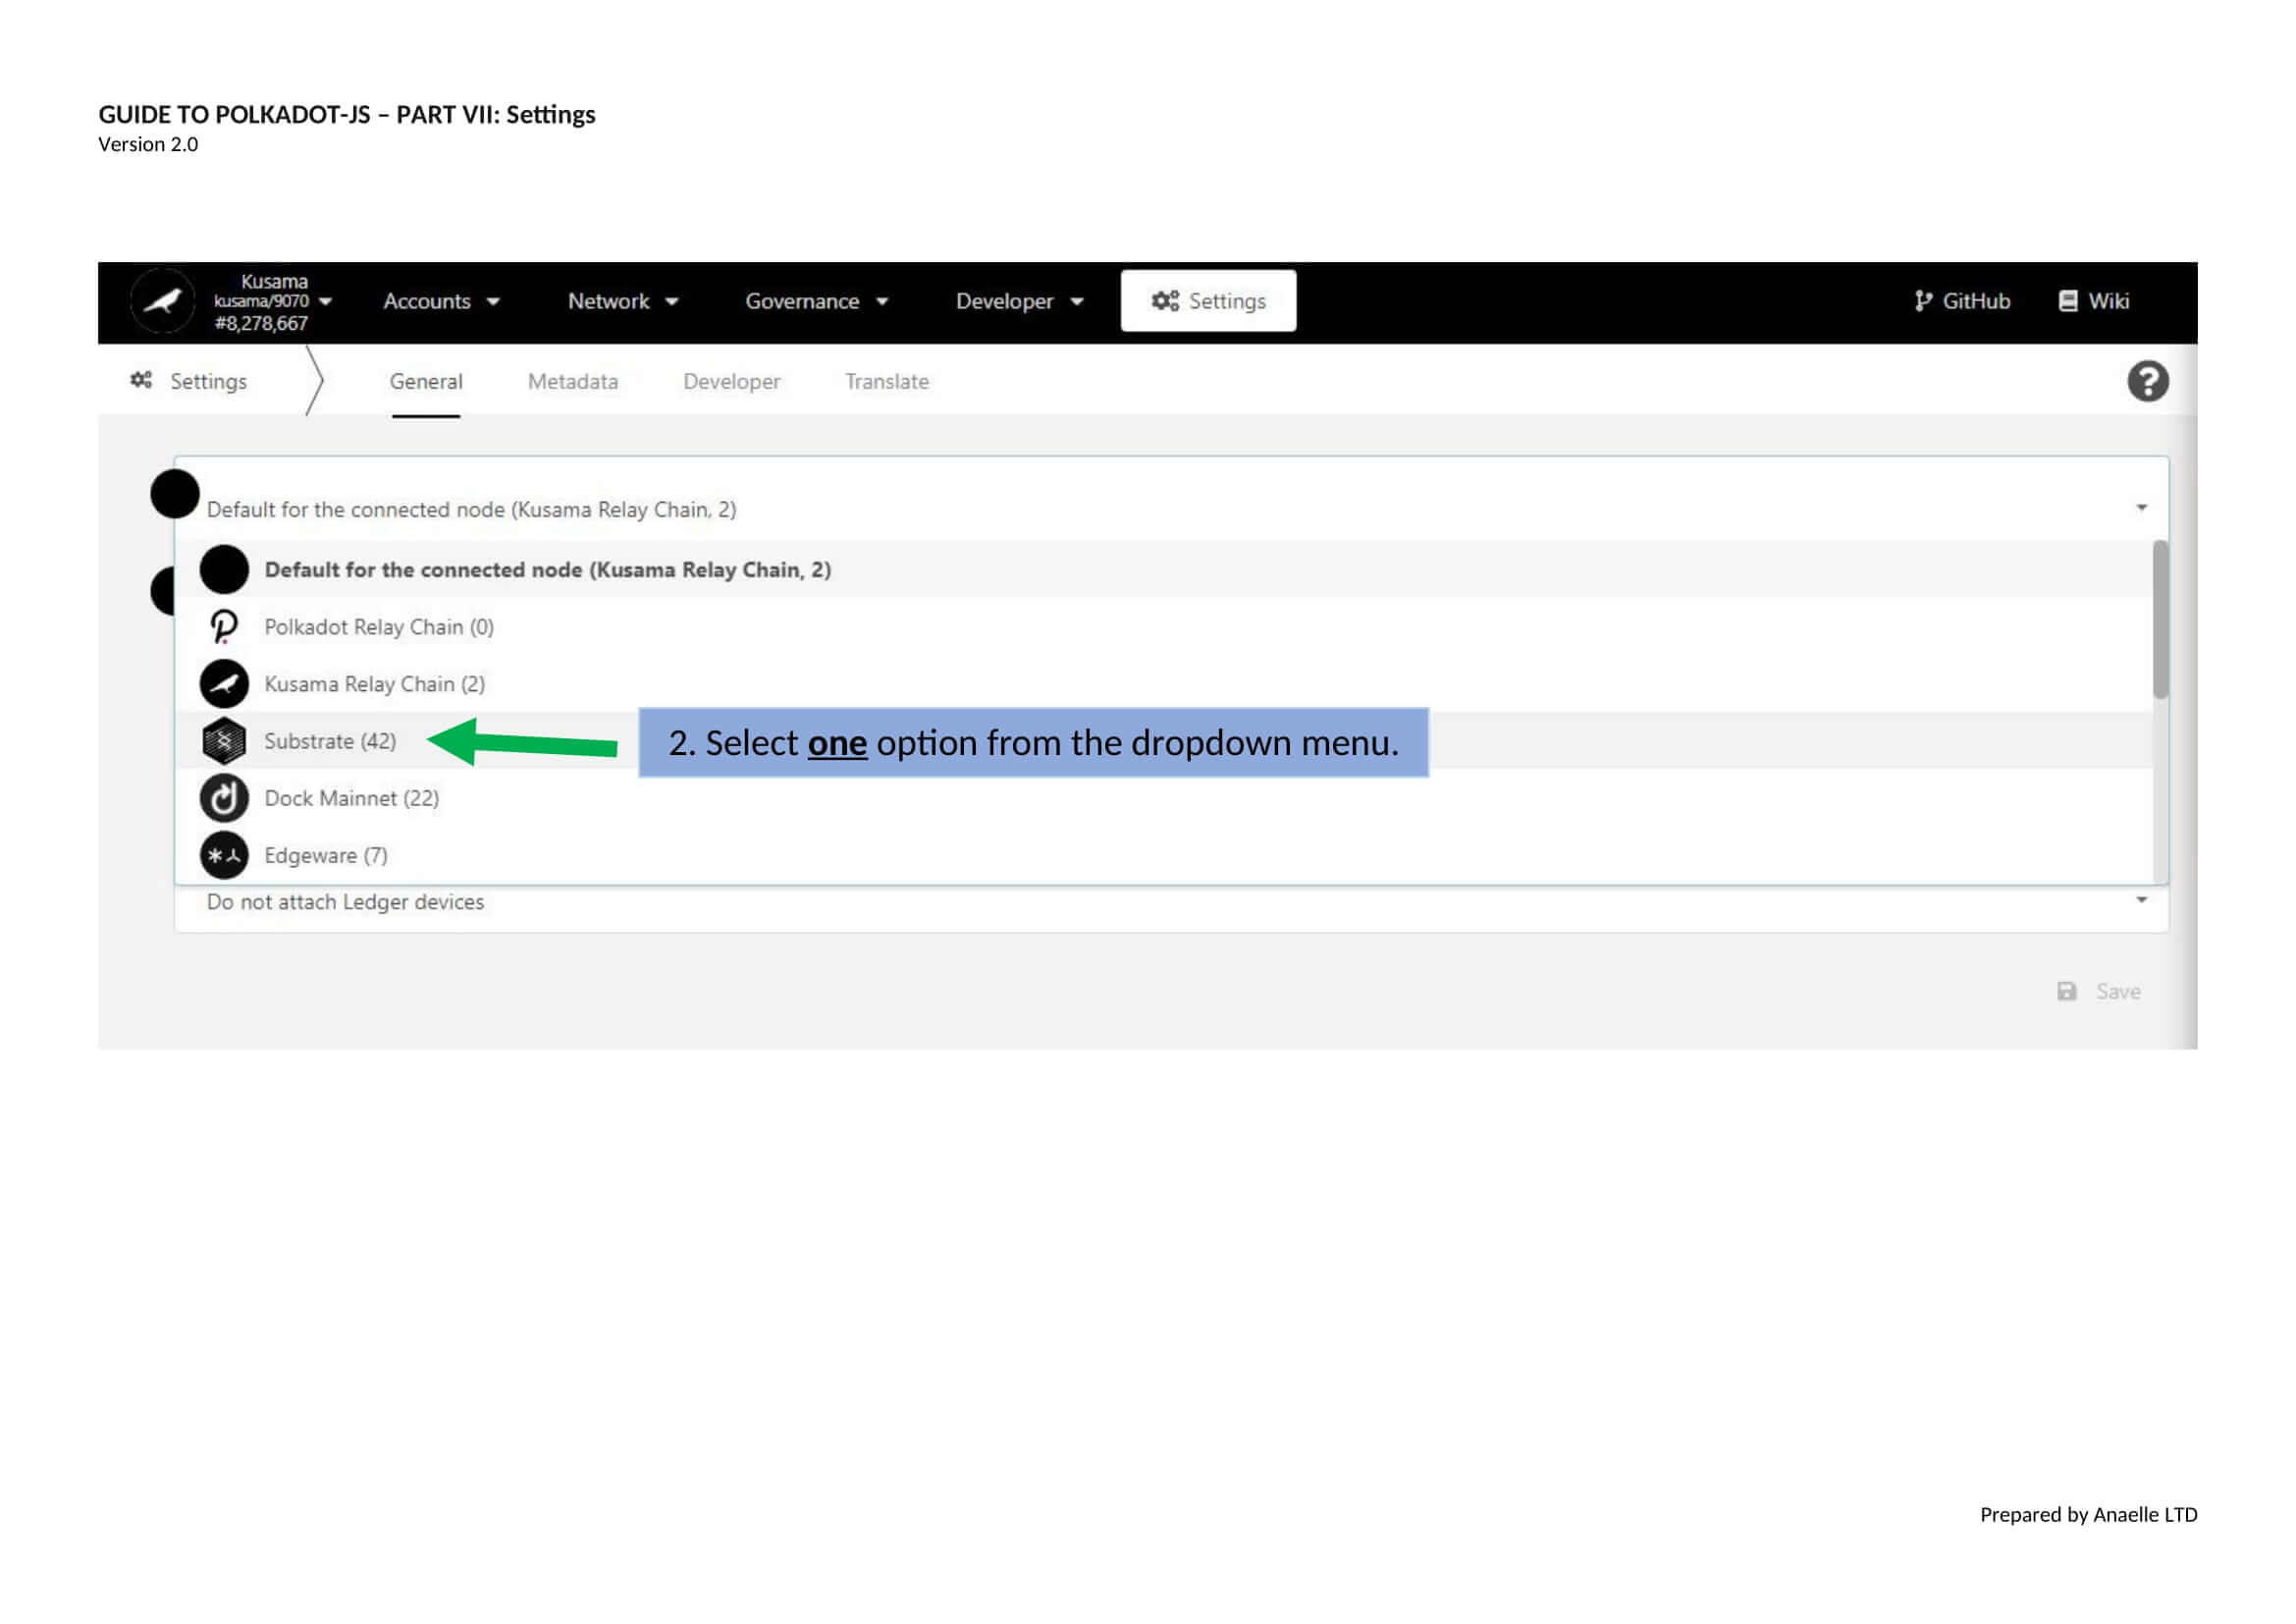 GUIDE TO POLKADOT-JS – PART VII: Settings
Version 2.0
Kusama
kusama/9070
#8,278,667
Accounts
Network
Governance
Developer
Settings
GitHub
Wiki
Settings
General
Metadata
Developer
Translate
Default for the connected node (Kusama Relay Chain, 2)
Default for the connected node (Kusama Relay Chain, 2)
Polkadot Relay Chain (0)
Kusama Relay Chain (2)
Substrate (42)
2. Select one option from the dropdown menu.
Dock Mainnet (22)
Edgeware (7)
Do not attach Ledger devices
Save
Prepared by Anaelle LTD